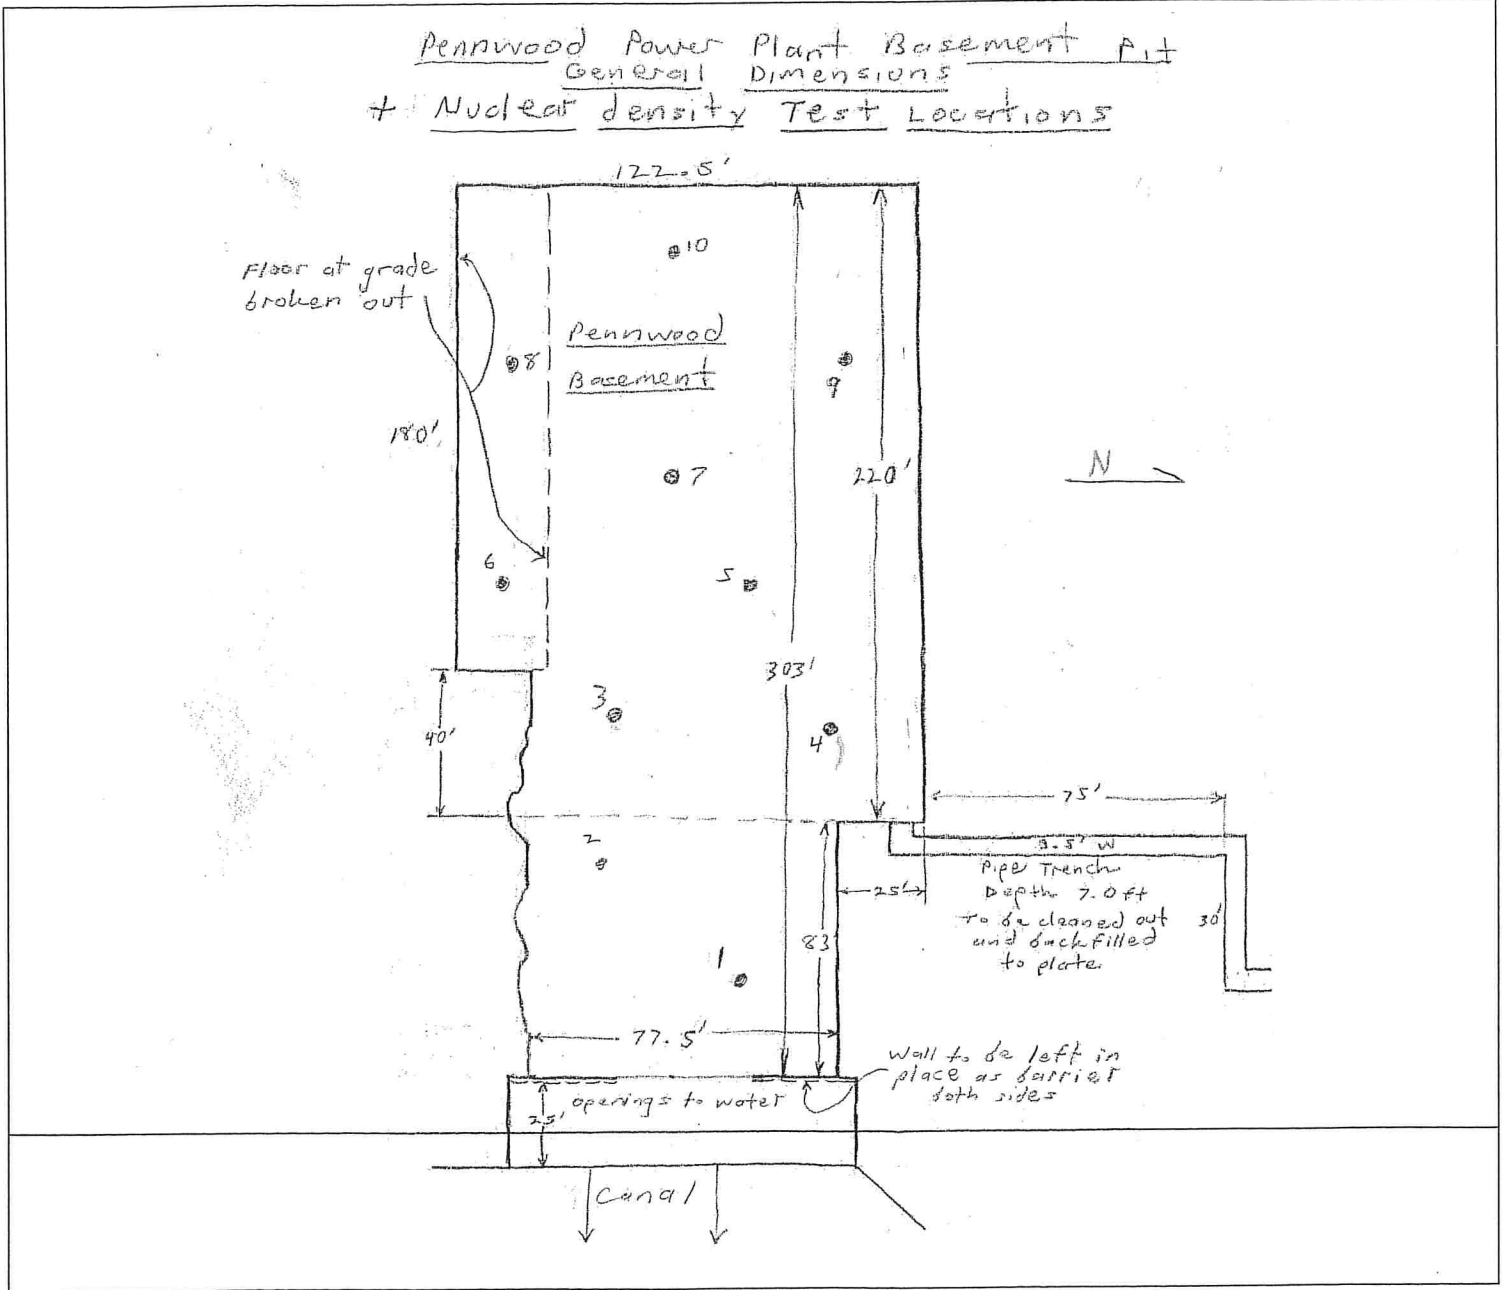 Pennwood Power Plant Basement Pit
General Dimensions
+ Nuclear density Test Locations
122.5'
10
Floor at grade
broken out
Pennwood
Basement
8
9
180'
7
220'
N
6
5
303'
3
40'
4
75'
2
3.5' W
Pipe Trench
Depth 7.0 ft
to be cleaned out
and backfilled
to plate.
25'
30'
83'
1
77.5'
Wall to be left in
place as barrier
both sides
openings to water
25'
Canal